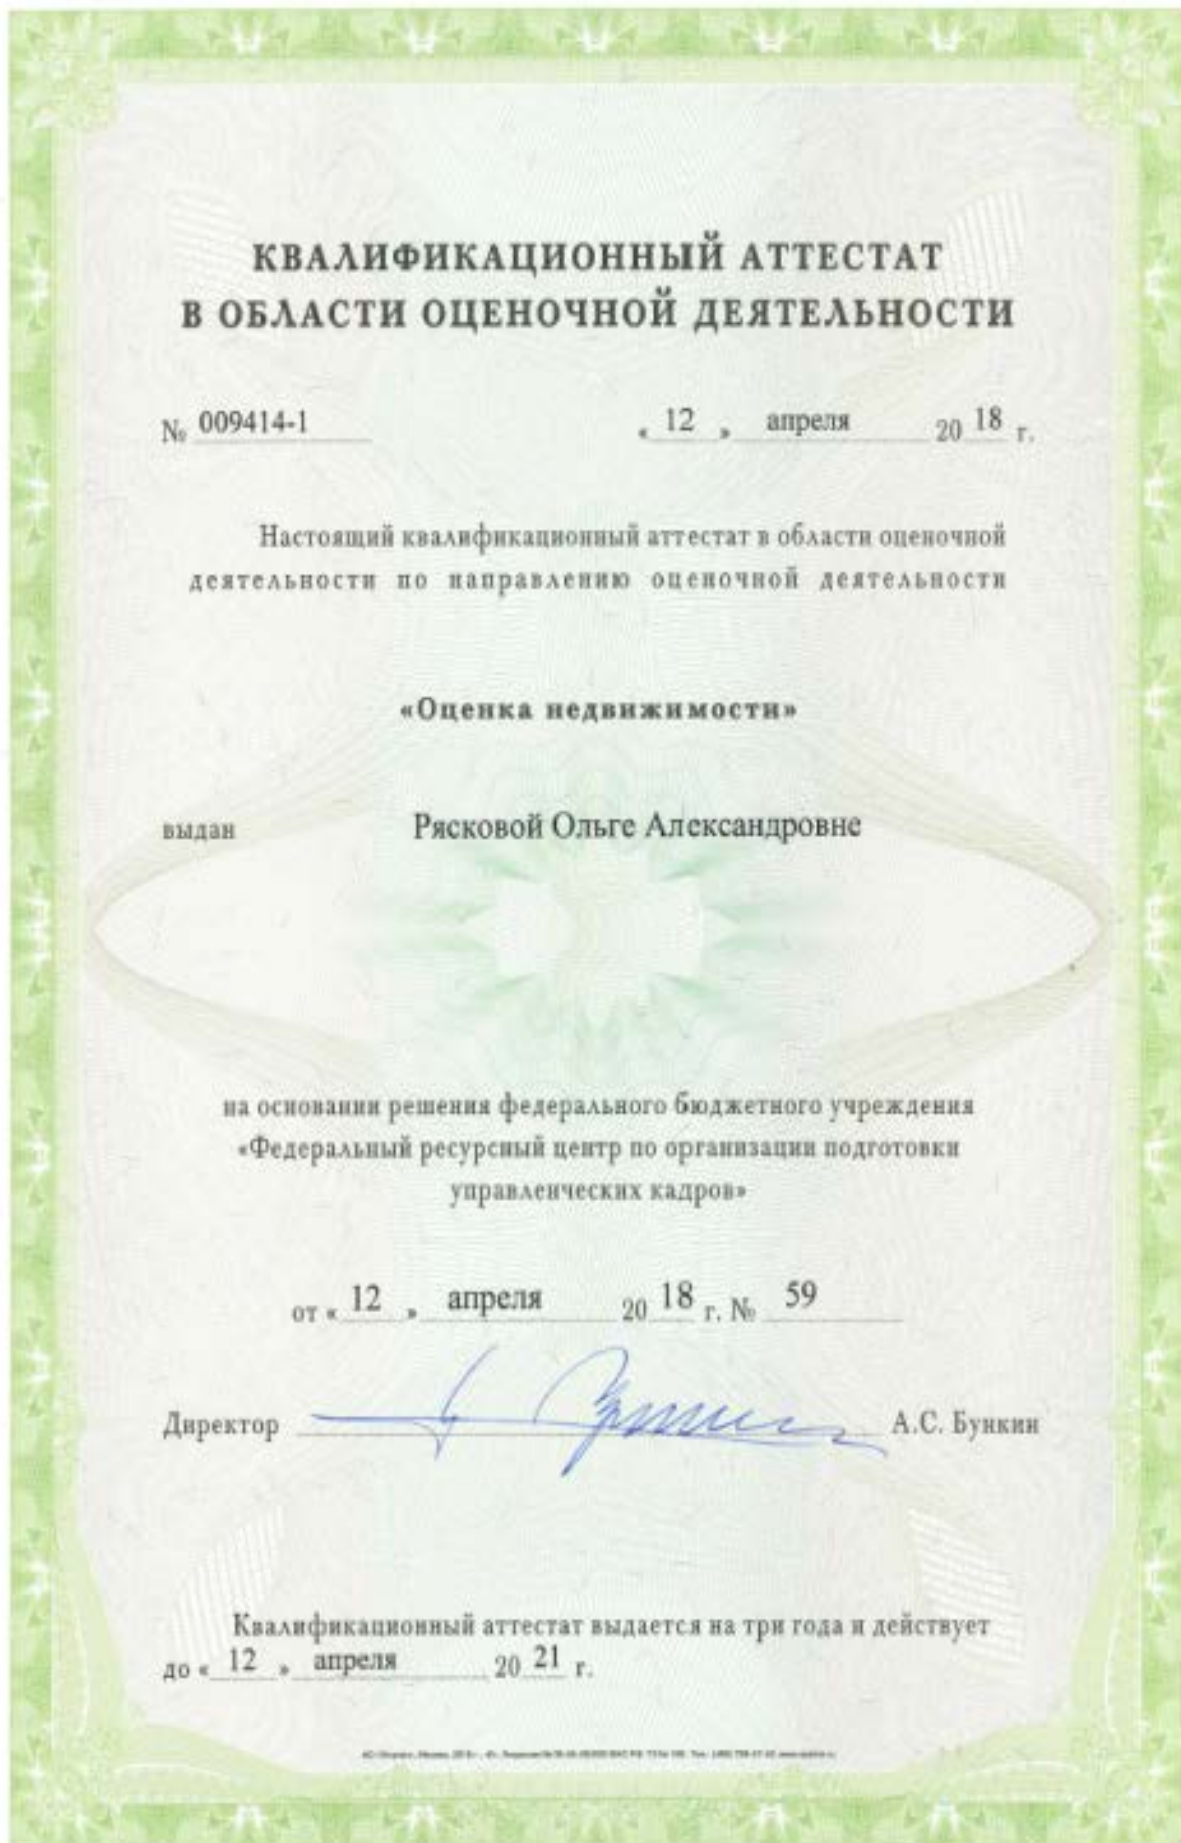 КВАЛИФИКАЦИОННЫЙ АТТЕСТАТ
В ОБЛАСТИ ОЦЕНОЧНОЙ ДЕЯТЕЛЬНОСТИ
№ 009414-1 « 12 » апреля 20 18 г.
Настоящий квалификационный аттестат в области оценочной
деятельности по направлению оценочной деятельности
«Оценка недвижимости»
выдан Рясковой Ольге Александровне
на основании решения федерального бюджетного учреждения
«Федеральный ресурсный центр по организации подготовки
управленческих кадров»
от « 12 » апреля 20 18 г. № 59
Директор А.С. Бункин
Квалификационный аттестат выдается на три года и действует
до « 12 » апреля 20 21 г.